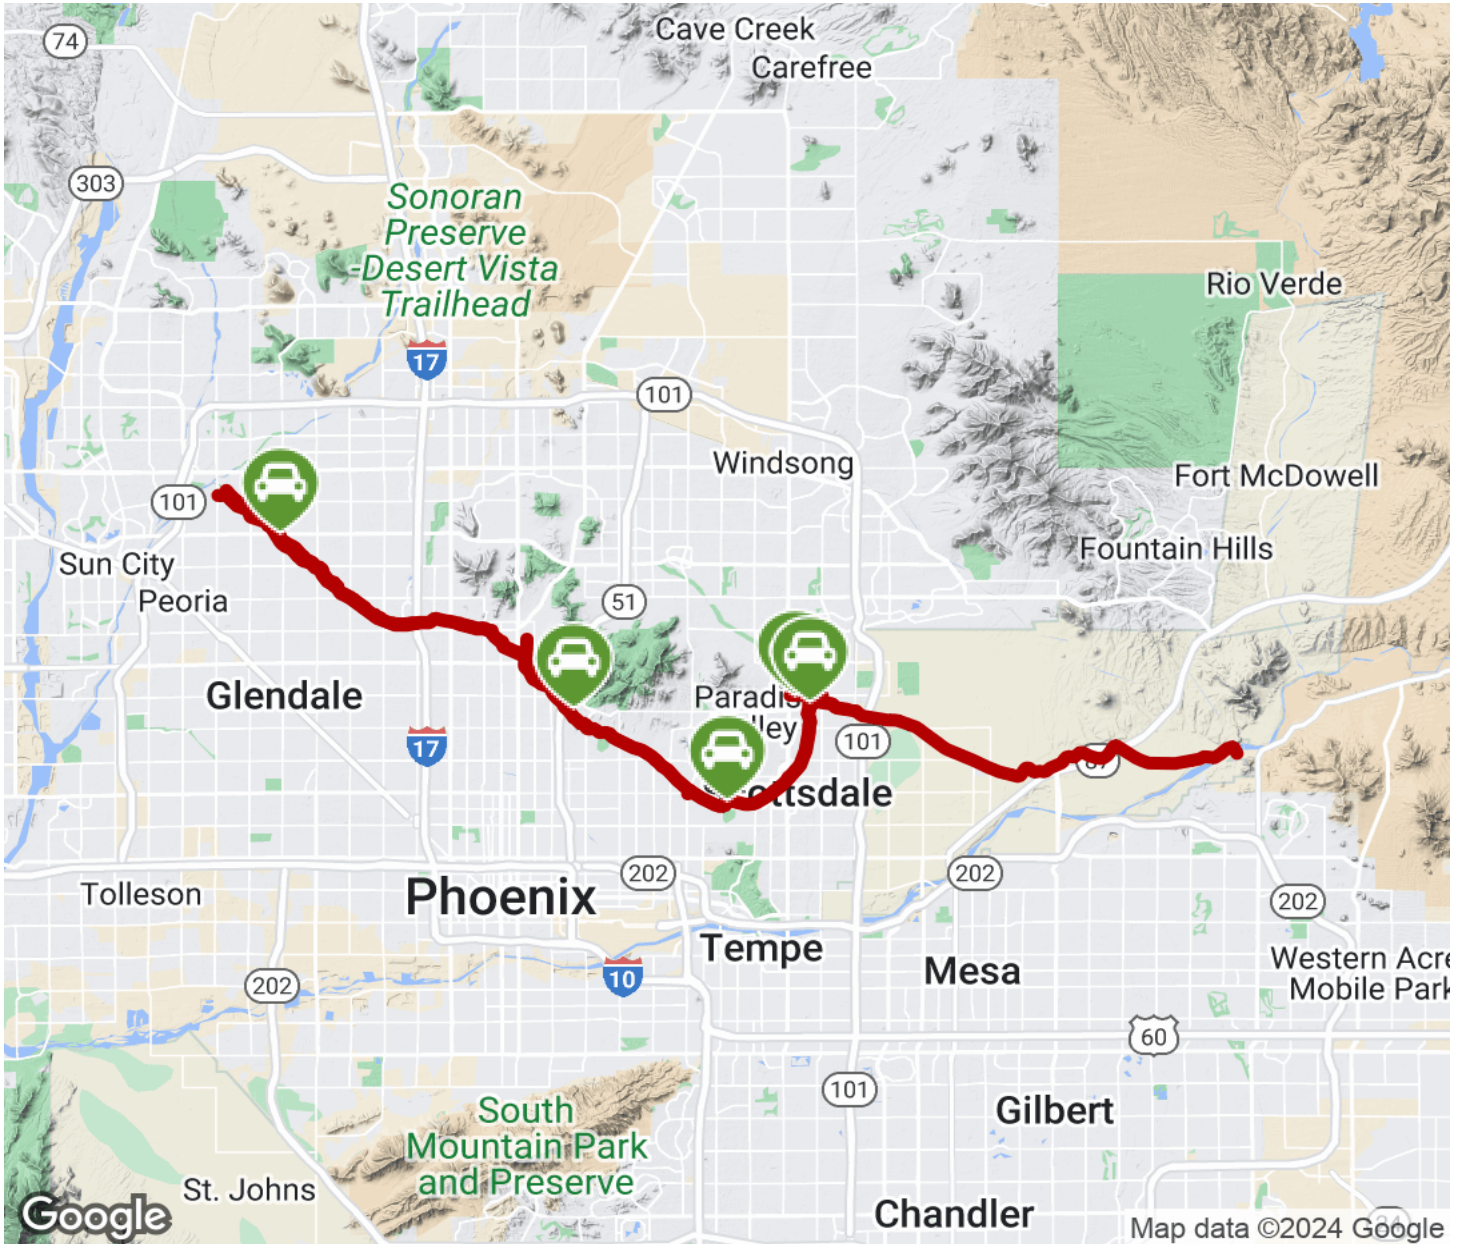 Cave Creek
74
Carefree
303
Sonoran
Preserve
-Desert Vista
Trailhead
Rio Verde
17
101
Windsong
Fort McDowell
101
Fountain Hills
Sun City
Peoria
51
Glendale
Paradis
lley
17
101
87
ottsdale
202
202
Tolleson
Phoenix
202
Tempe
Western Acre
Mesa
10
202
Mobile Park
60
101
South
Mountain Park
and Preserve
Gilbert
St. Johns
Chandler
Google
Map data ©2024 Google